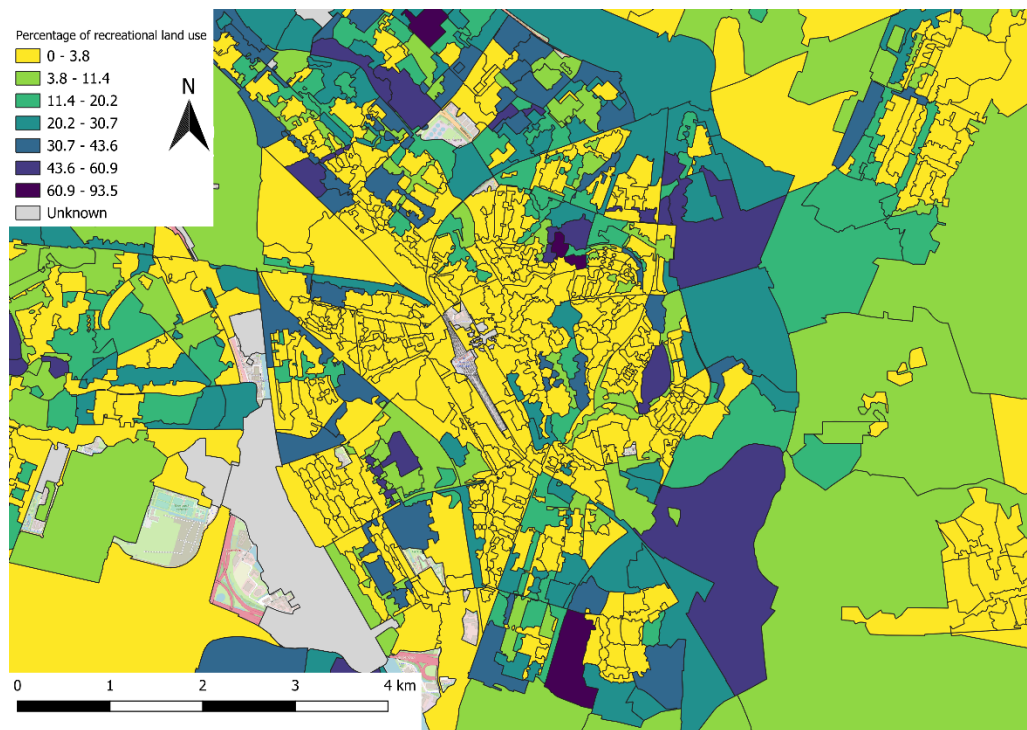 Percentage of recreational land use
0 - 3.8
3.8 - 11.4
11.4 - 20.2
20.2 - 30.7
30.7 - 43.6
43.6 - 60.9
60.9 - 93.5
Unknown
N
0 1 2 3 4 km